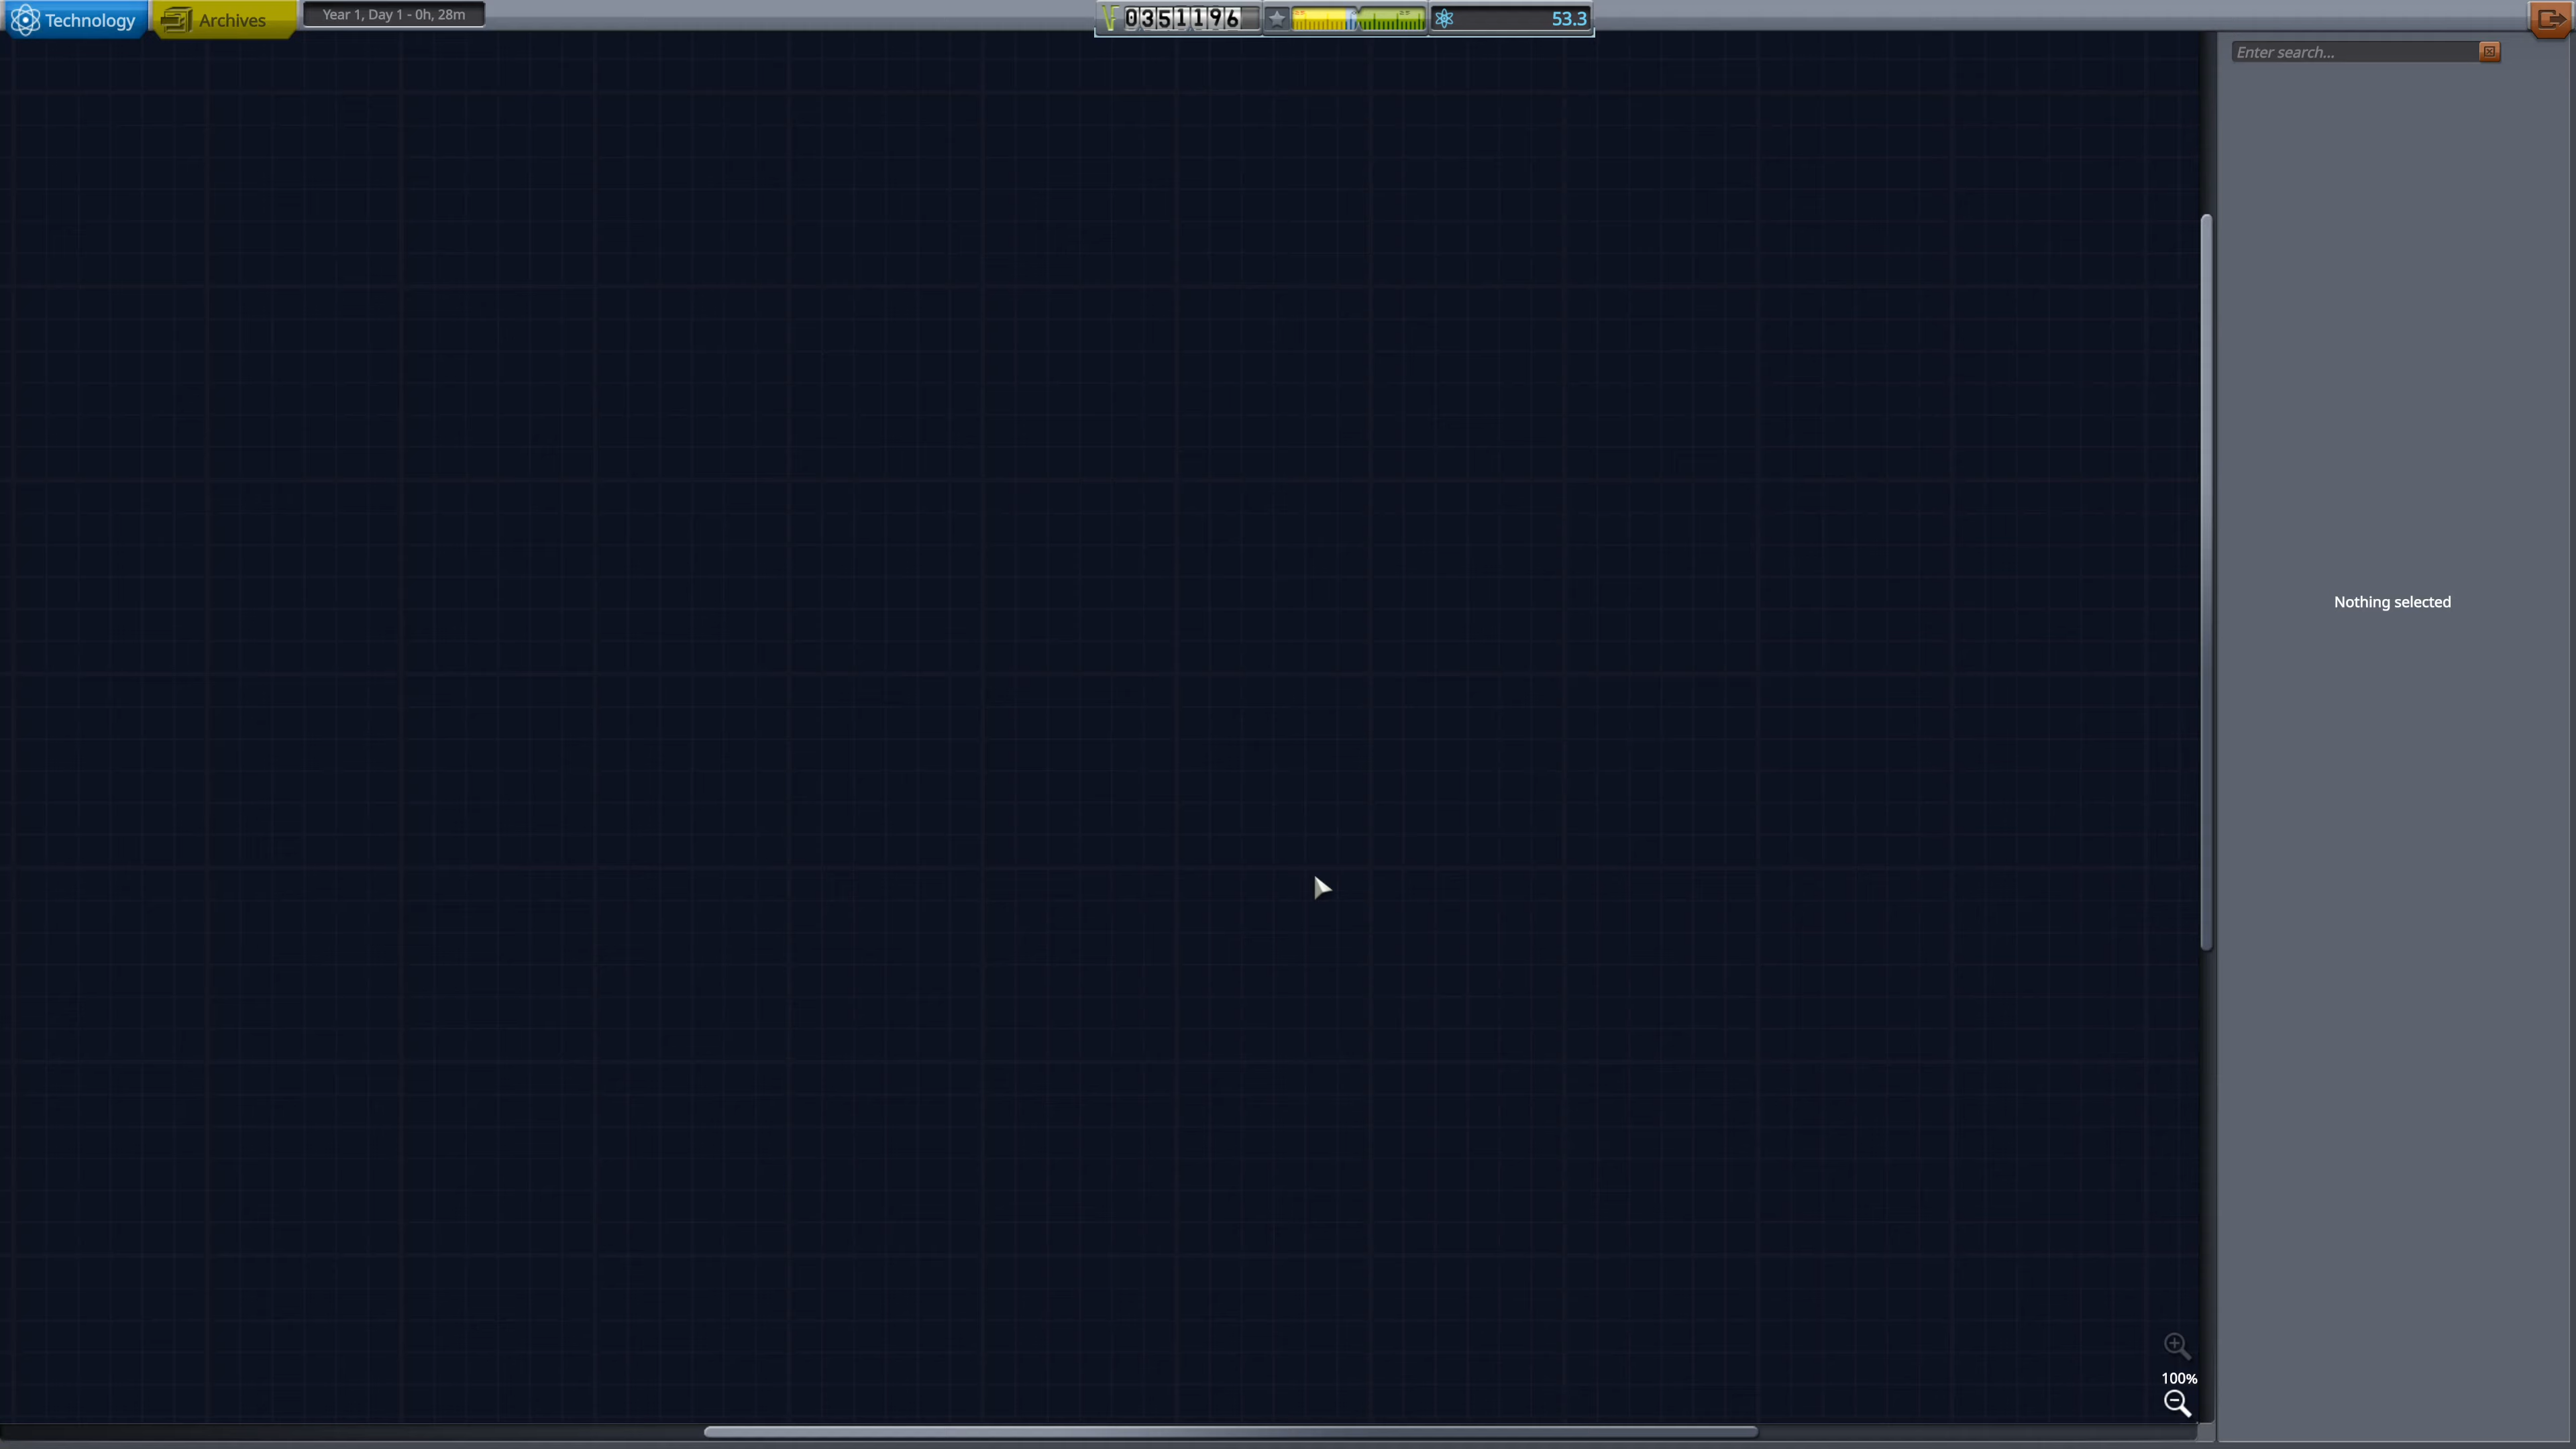 Technology
Archives
Year 1, Day 1 - 0h, 28m
0351196
53.3
Enter search...
Nothing selected
100%